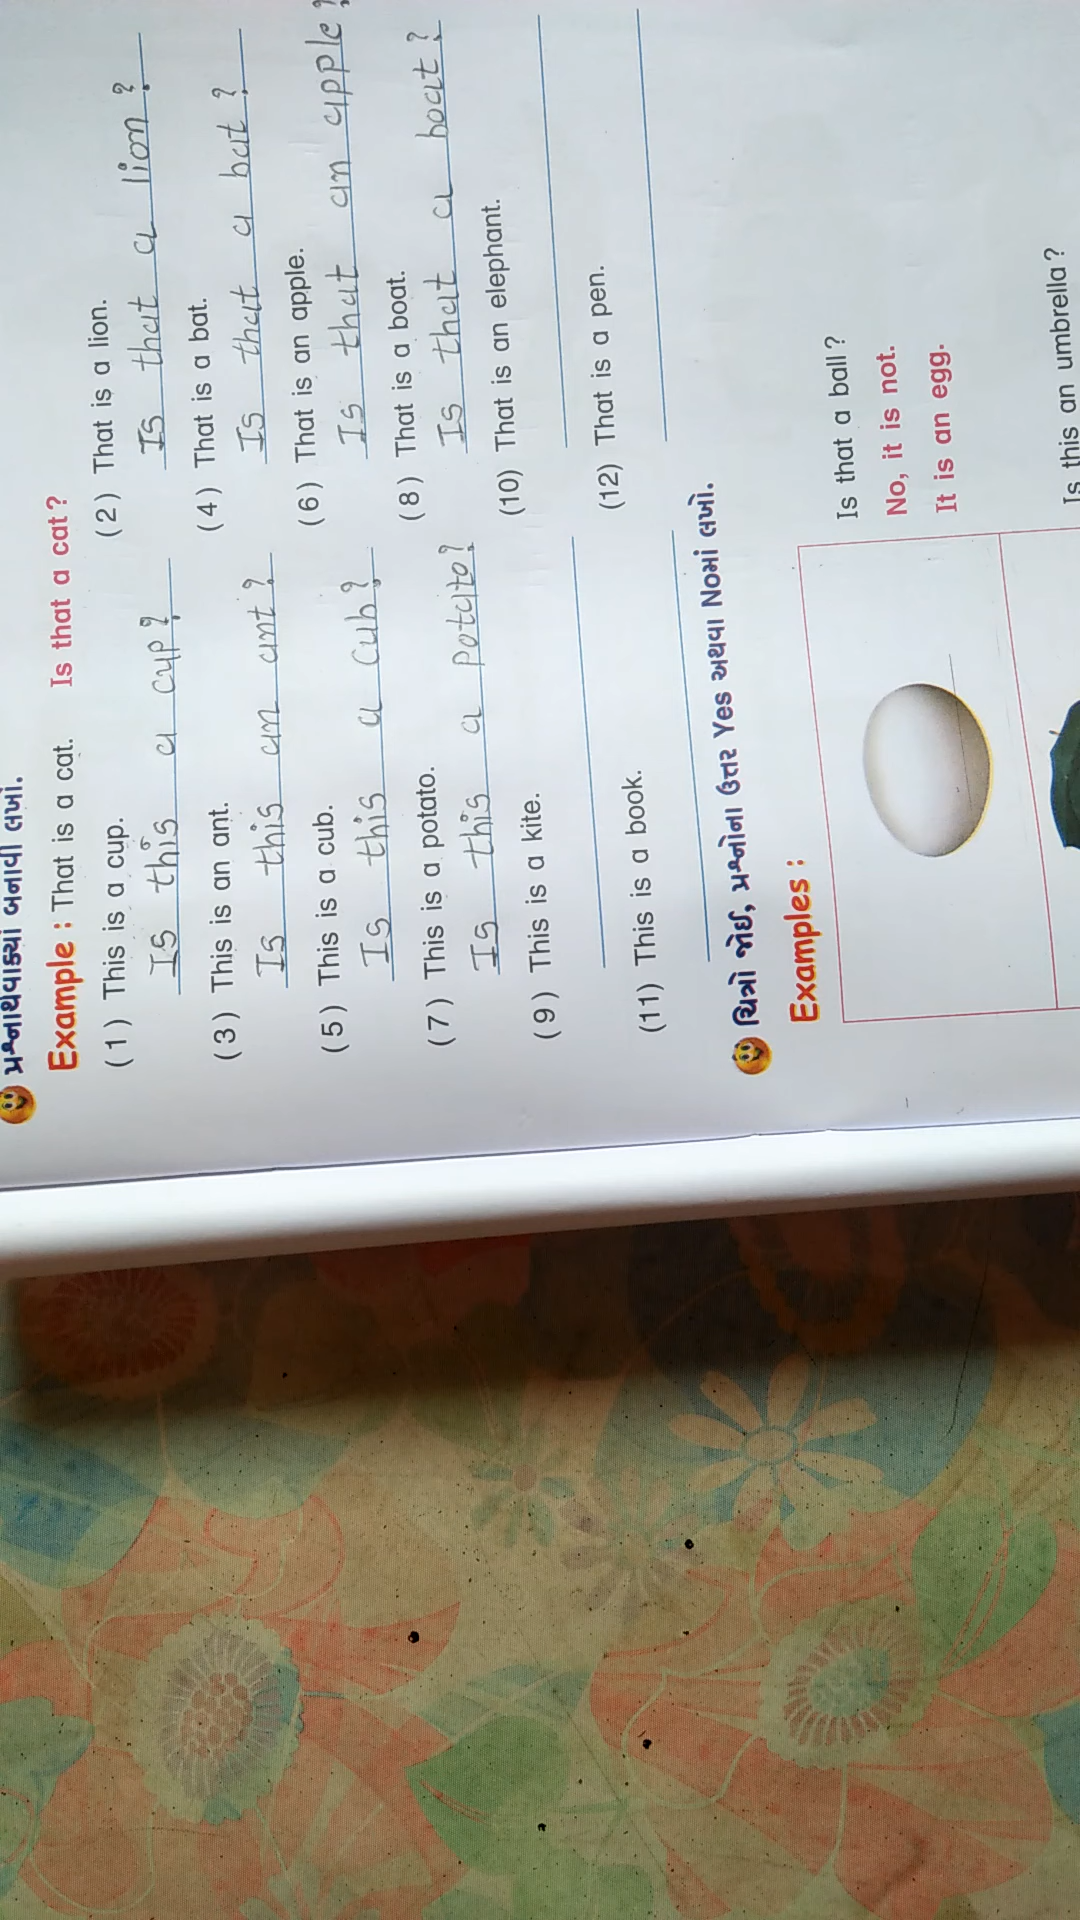 પ્રશ્નાર્થવાક્યો બનાવી લખો.
Example : That is a cat. Is that a cat?
(1) This is a cup. (2) That is a lion.
Is this a cup? Is that a lion?
(3) This is an ant. (4) That is a bat.
Is this an ant? Is that a bat?
(5) This is a cub. (6) That is an apple.
Is this a cub? Is that an apple?
(7) This is a potato. (8) That is a boat.
Is this a potato? Is that a boat?
(9) This is a kite. (10) That is an elephant.
(11) This is a book. (12) That is a pen.
ચિત્રો જોઈ, પ્રશ્નોના ઉત્તર Yes અથવા Noમાં લખો.
Examples :
Is that a ball?
No, it is not.
It is an egg.
Is this an umbrella?